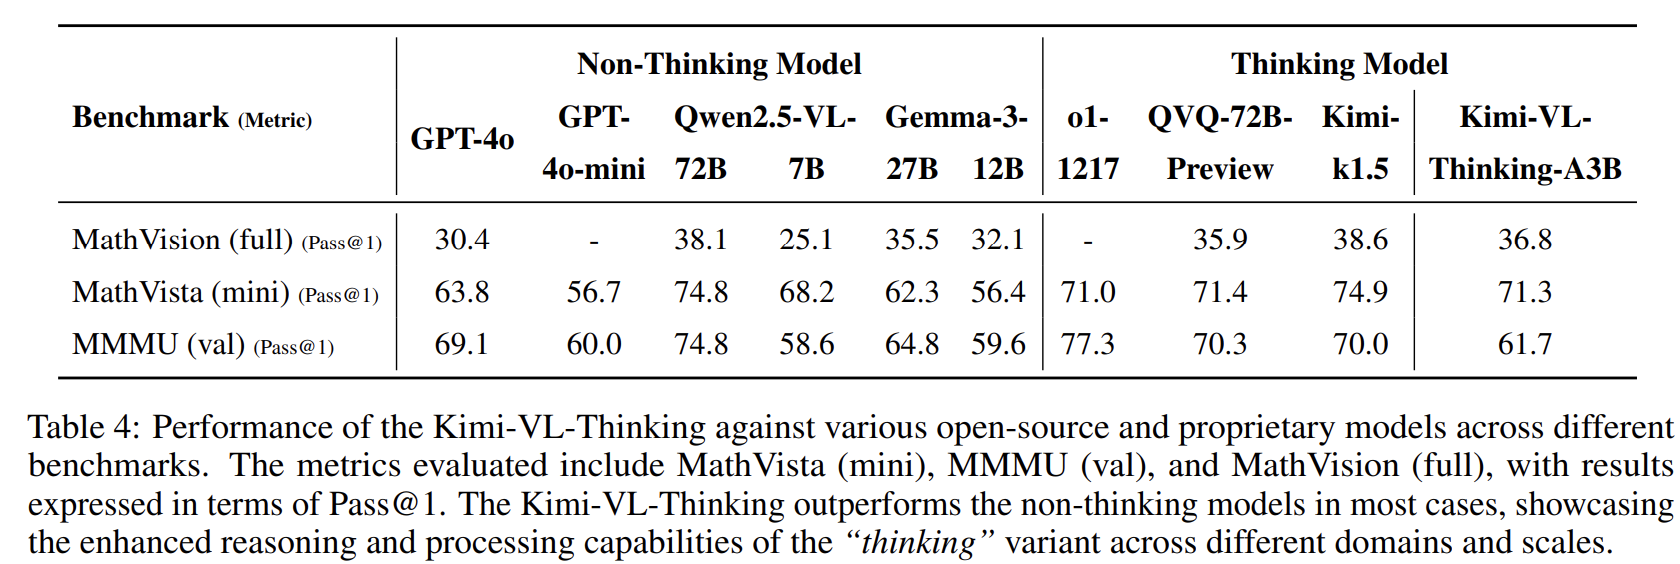 Non-Thinking Model Thinking Model
Benchmark (Metric) GPT-4o GPT- Qwen2.5-VL- Gemma-3- o1- QVQ-72B- Kimi- Kimi-VL-
4o-mini 72B 7B 27B 12B 1217 Preview k1.5 Thinking-A3B
MathVision (full) (Pass@1) 30.4 - 38.1 25.1 35.5 32.1 - 35.9 38.6 36.8
MathVista (mini) (Pass@1) 63.8 56.7 74.8 68.2 62.3 56.4 71.0 71.4 74.9 71.3
MMMU (val) (Pass@1) 69.1 60.0 74.8 58.6 64.8 59.6 77.3 70.3 70.0 61.7
Table 4: Performance of the Kimi-VL-Thinking against various open-source and proprietary models across different
benchmarks. The metrics evaluated include MathVista (mini), MMMU (val), and MathVision (full), with results
expressed in terms of Pass@1. The Kimi-VL-Thinking outperforms the non-thinking models in most cases, showcasing
the enhanced reasoning and processing capabilities of the “thinking” variant across different domains and scales.